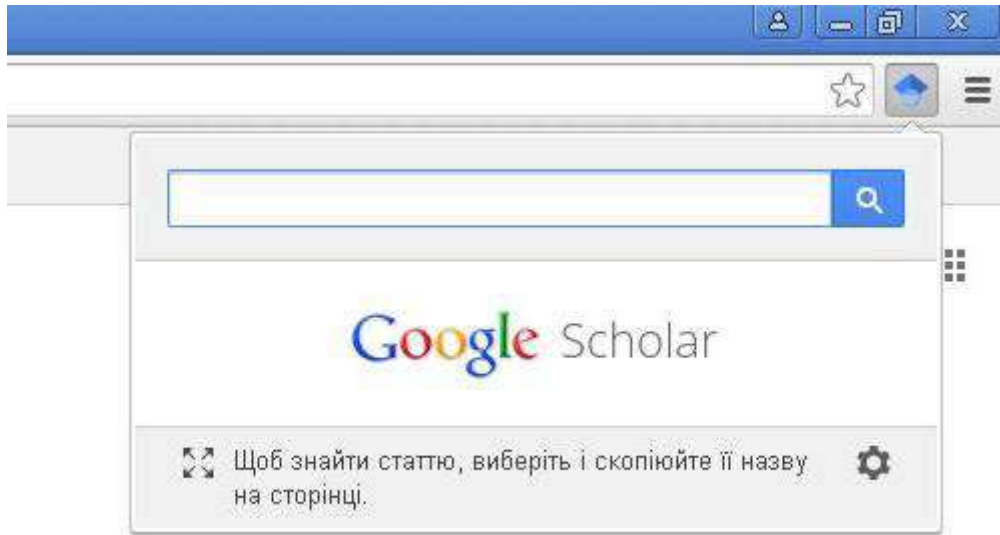 Google Scholar
Щоб знайти статтю, виберіть і скопіюйте її назву
на сторінці.